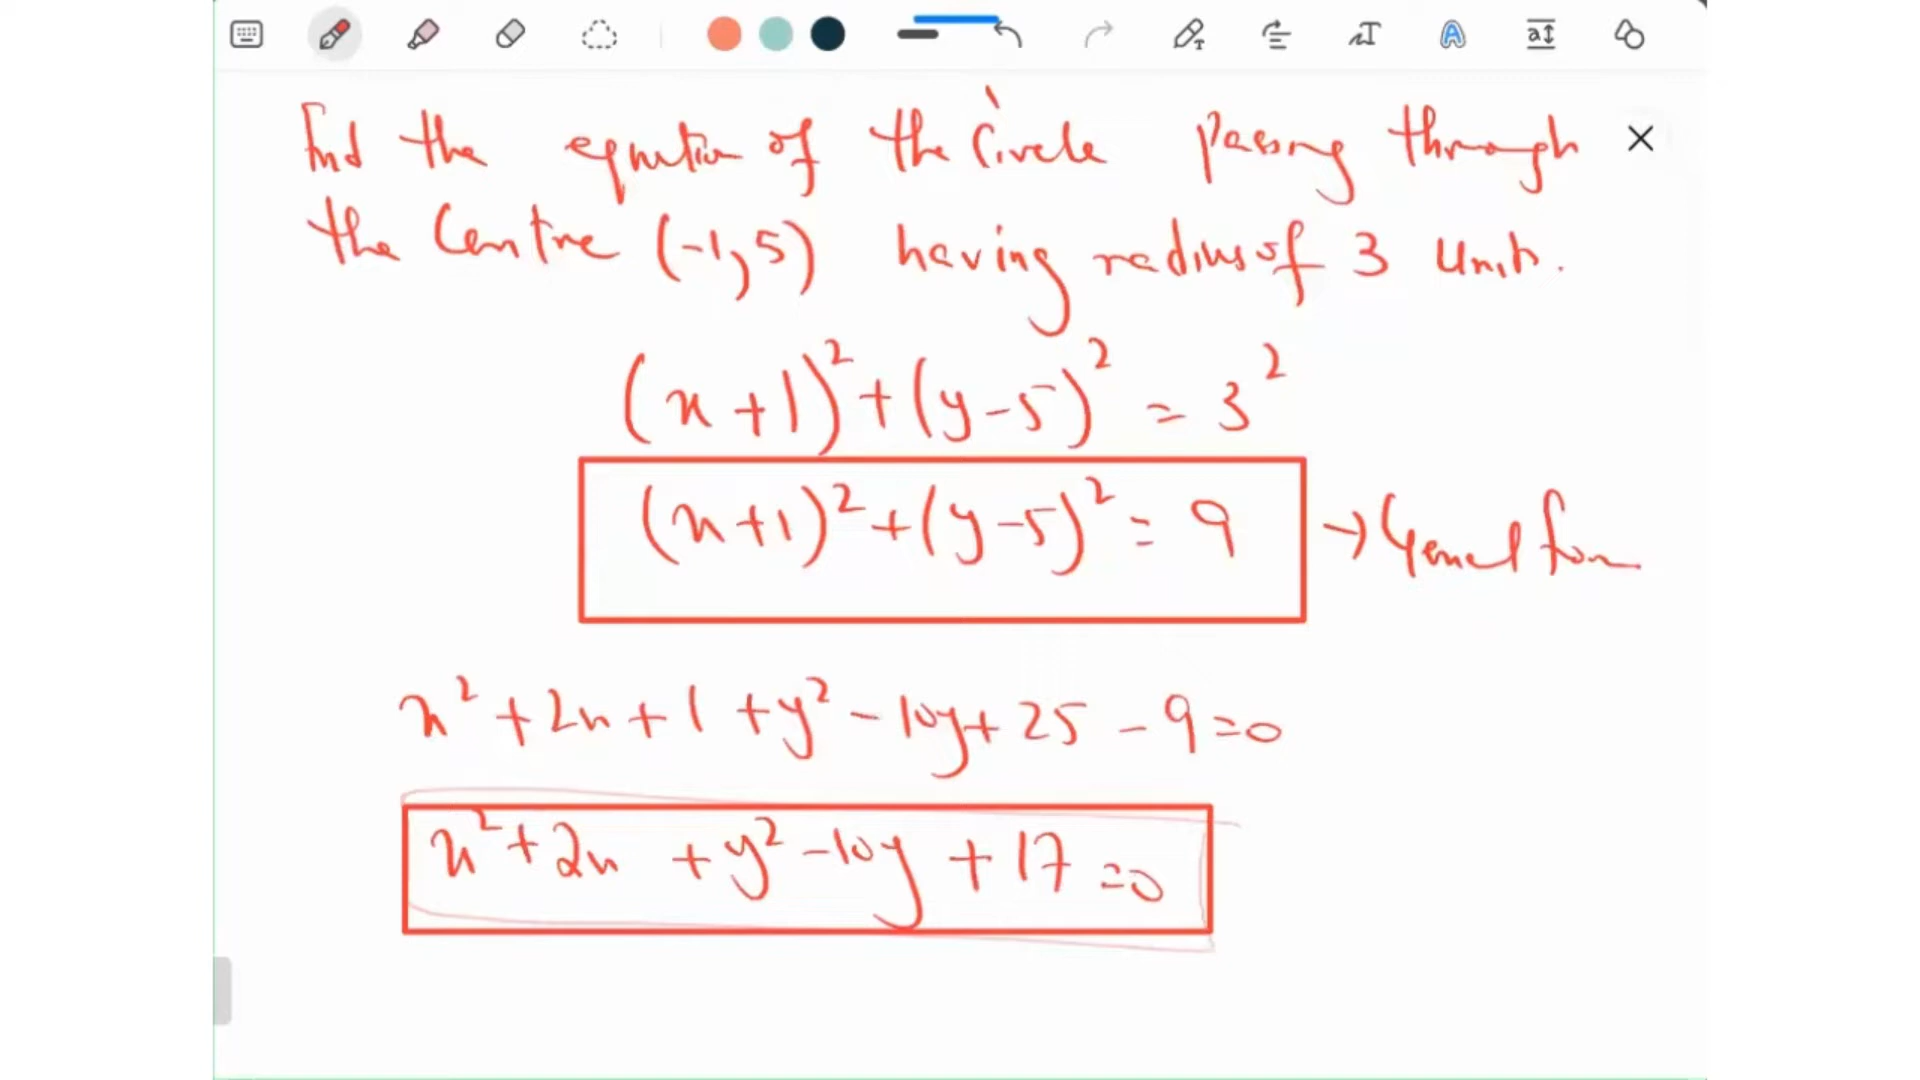 Find the equation of the Circle passing through
the Centre (-1,5) having radius of 3 units.
(x+1)²+(y-5)² = 3²
(x+1)²+(y-5)² = 9 → General form
x²+2x+1+y²-10y+25-9=0
x²+2x+y²-10y+17=0